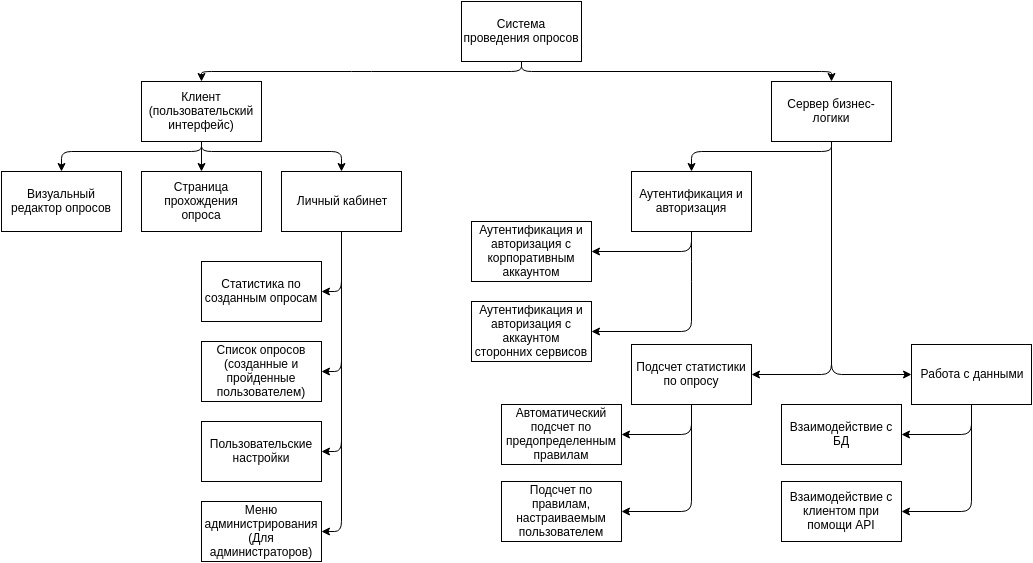 Система
проведения опросов
Клиент
(пользовательский
интерфейс)
Сервер бизнес-
логики
Визуальный
редактор опросов
Страница
прохождения
опроса
Личный кабинет
Аутентификация и
авторизация
Аутентификация и
авторизация с
корпоративным
аккаунтом
Статистика по
созданным опросам
Аутентификация и
авторизация с
аккаунтом
сторонних сервисов
Список опросов
(созданные и
пройденные
пользователем)
Подсчет статистики
по опросу
Работа с данными
Автоматический
подсчет по
предопределенным
правилам
Взаимодействие с
БД
Пользовательские
настройки
Подсчет по
правилам,
настраиваемым
пользователем
Взаимодействие с
клиентом при
помощи API
Меню
администрирования
(Для
администраторов)